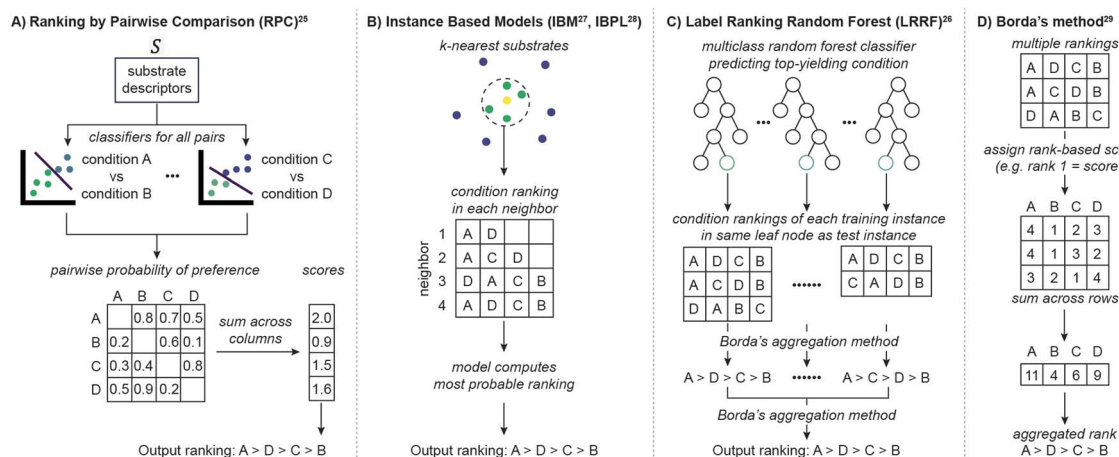 A) Ranking by Pairwise Comparison (RPC)²⁵
S
substrate
descriptors
classifiers for all pairs
condition A
vs
condition B
...
condition C
vs
condition D
pairwise probability of preference
scores
A B C D
A 0.8 0.7 0.5
B 0.2 0.6 0.1
C 0.3 0.4 0.8
D 0.5 0.9 0.2
sum across
columns
2.0
0.9
1.5
1.6
Output ranking: A > D > C > B
B) Instance Based Models (IBM²⁷, IBPL²⁸)
k-nearest substrates
condition ranking
in each neighbor
neighbor
1 A D
2 A C D
3 D A C B
4 A D C B
model computes
most probable ranking
Output ranking: A > D > C > B
C) Label Ranking Random Forest (LRRF)²⁶
multiclass random forest classifier
predicting top-yielding condition
... ...
condition rankings of each training instance
in same leaf node as test instance
A D C B
A C D B
D A B C
......
A D C B
C A D B
Borda's aggregation method
A > D > C > B ...... A > C > D > B
Borda's aggregation method
Output ranking: A > D > C > B
D) Borda's method²⁹
multiple rankings
A D C B
A C D B
D A B C
assign rank-based sc
(e.g. rank 1 = score
A B C D
4 1 2 3
4 1 3 2
3 2 1 4
sum across rows
A B C D
11 4 6 9
aggregated rank
A > D > C > B